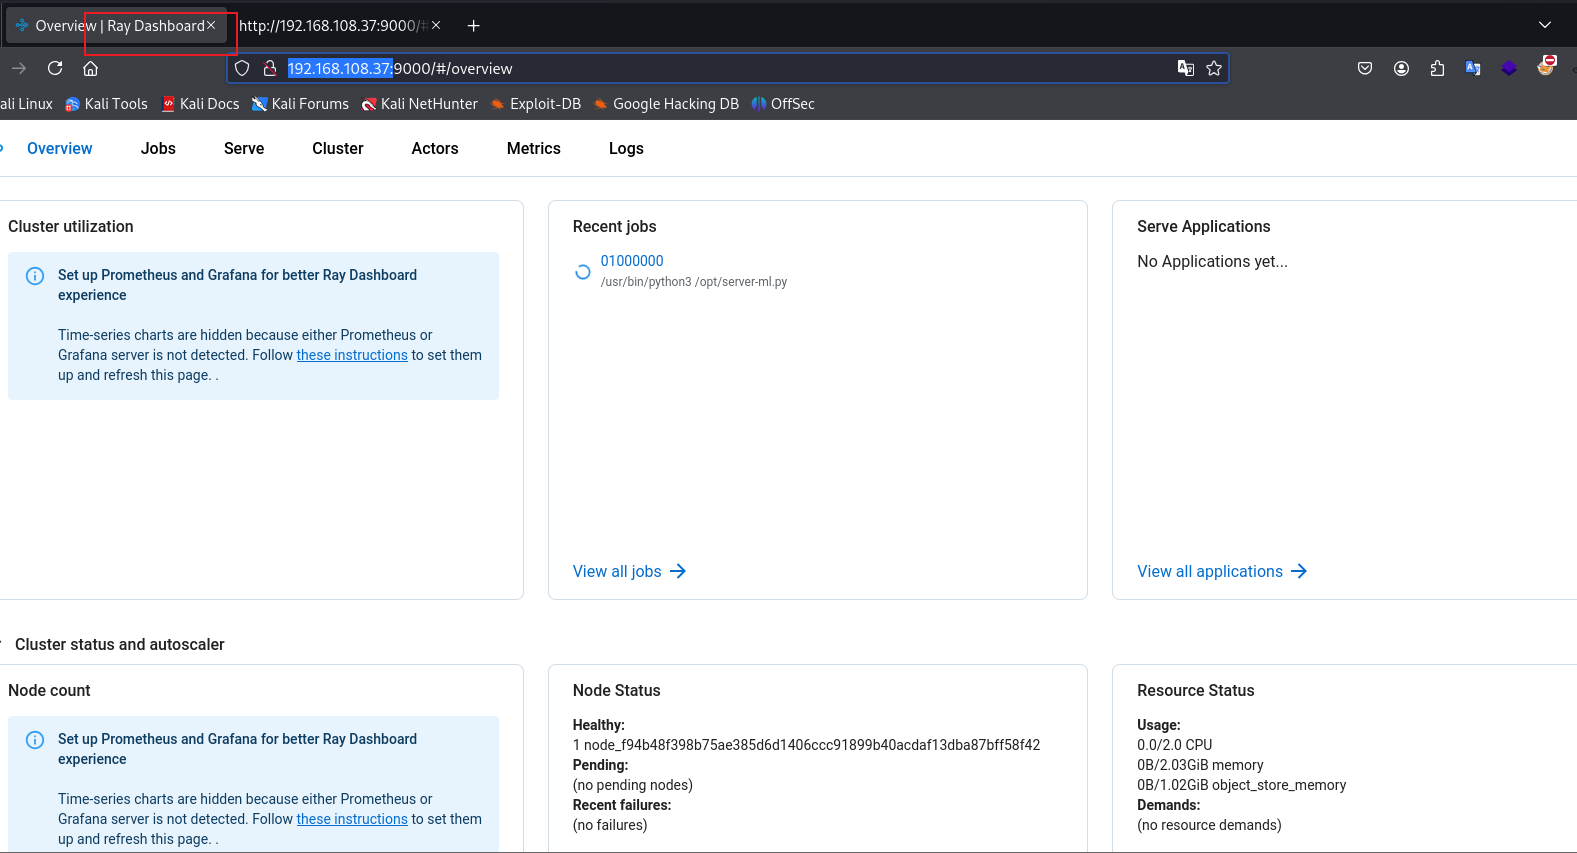 Overview | Ray Dashboard
http://192.168.108.37:9000/#
192.168.108.37:9000/#/overview
ali Linux
Kali Tools
Kali Docs
Kali Forums
Kali NetHunter
Exploit-DB
Google Hacking DB
OffSec
Overview
Jobs
Serve
Cluster
Actors
Metrics
Logs
Cluster utilization
Set up Prometheus and Grafana for better Ray Dashboard
experience
Time-series charts are hidden because either Prometheus or
Grafana server is not detected. Follow these instructions to set them
up and refresh this page. .
Recent jobs
01000000
/usr/bin/python3 /opt/server-ml.py
View all jobs
Serve Applications
No Applications yet...
View all applications
Cluster status and autoscaler
Node count
Set up Prometheus and Grafana for better Ray Dashboard
experience
Time-series charts are hidden because either Prometheus or
Grafana server is not detected. Follow these instructions to set them
up and refresh this page. .
Node Status
Healthy:
1 node_f94b48f398b75ae385d6d1406ccc91899b40acdaf13dba87bff58f42
Pending:
(no pending nodes)
Recent failures:
(no failures)
Resource Status
Usage:
0.0/2.0 CPU
0B/2.03GiB memory
0B/1.02GiB object_store_memory
Demands:
(no resource demands)